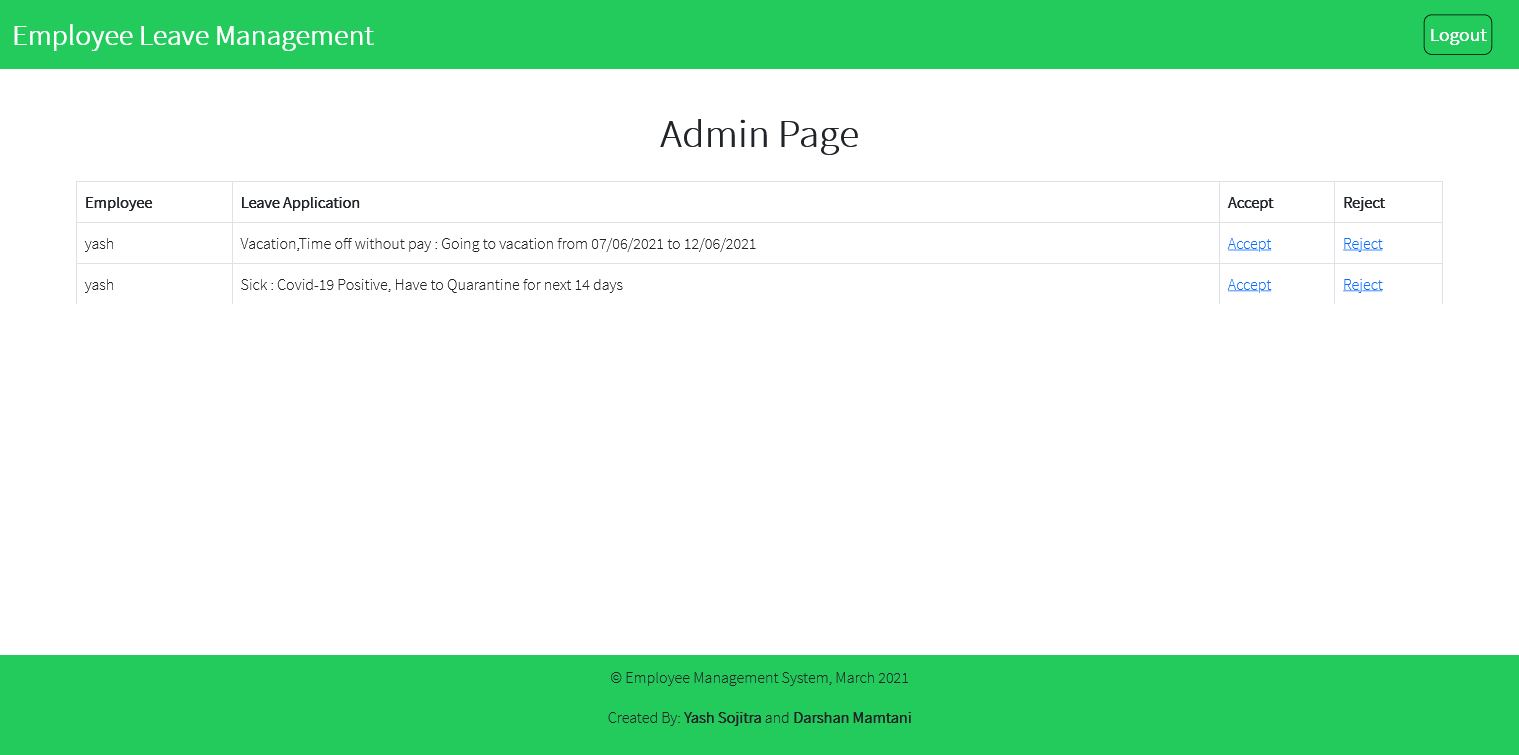 Employee Leave Management
Logout
Admin Page
Employee Leave Application Accept Reject
yash Vacation,Time off without pay : Going to vacation from 07/06/2021 to 12/06/2021 Accept Reject
yash Sick : Covid-19 Positive, Have to Quarantine for next 14 days Accept Reject
© Employee Management System, March 2021
Created By: Yash Sojitra and Darshan Mamtani